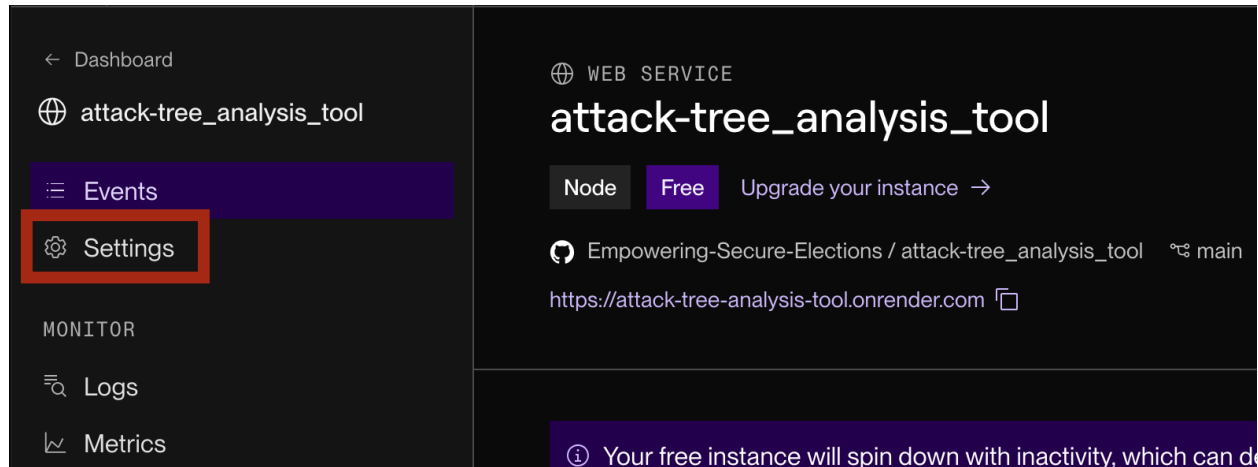 ← Dashboard
attack-tree_analysis_tool
Events
Settings
MONITOR
Logs
Metrics
WEB SERVICE
attack-tree_analysis_tool
Node Free Upgrade your instance →
Empowering-Secure-Elections / attack-tree_analysis_tool main
https://attack-tree-analysis-tool.onrender.com
Your free instance will spin down with inactivity, which can